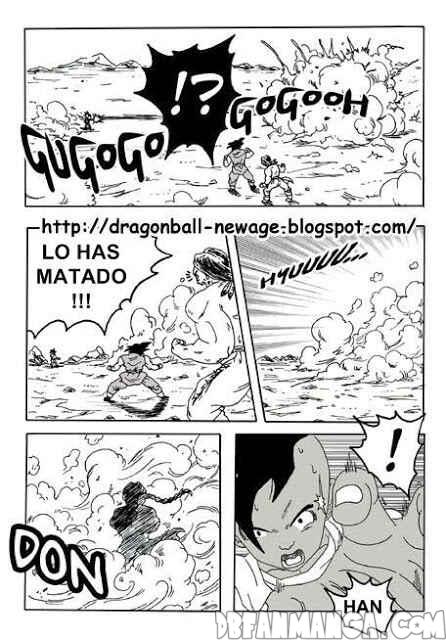 !?
GOGOOH
GUGOGO
http://dragonball-newage.blogspot.com/
LO HAS
MATADO
!!!
HYUUUU...
!
DON
HAN
DBFANMANGA.COM